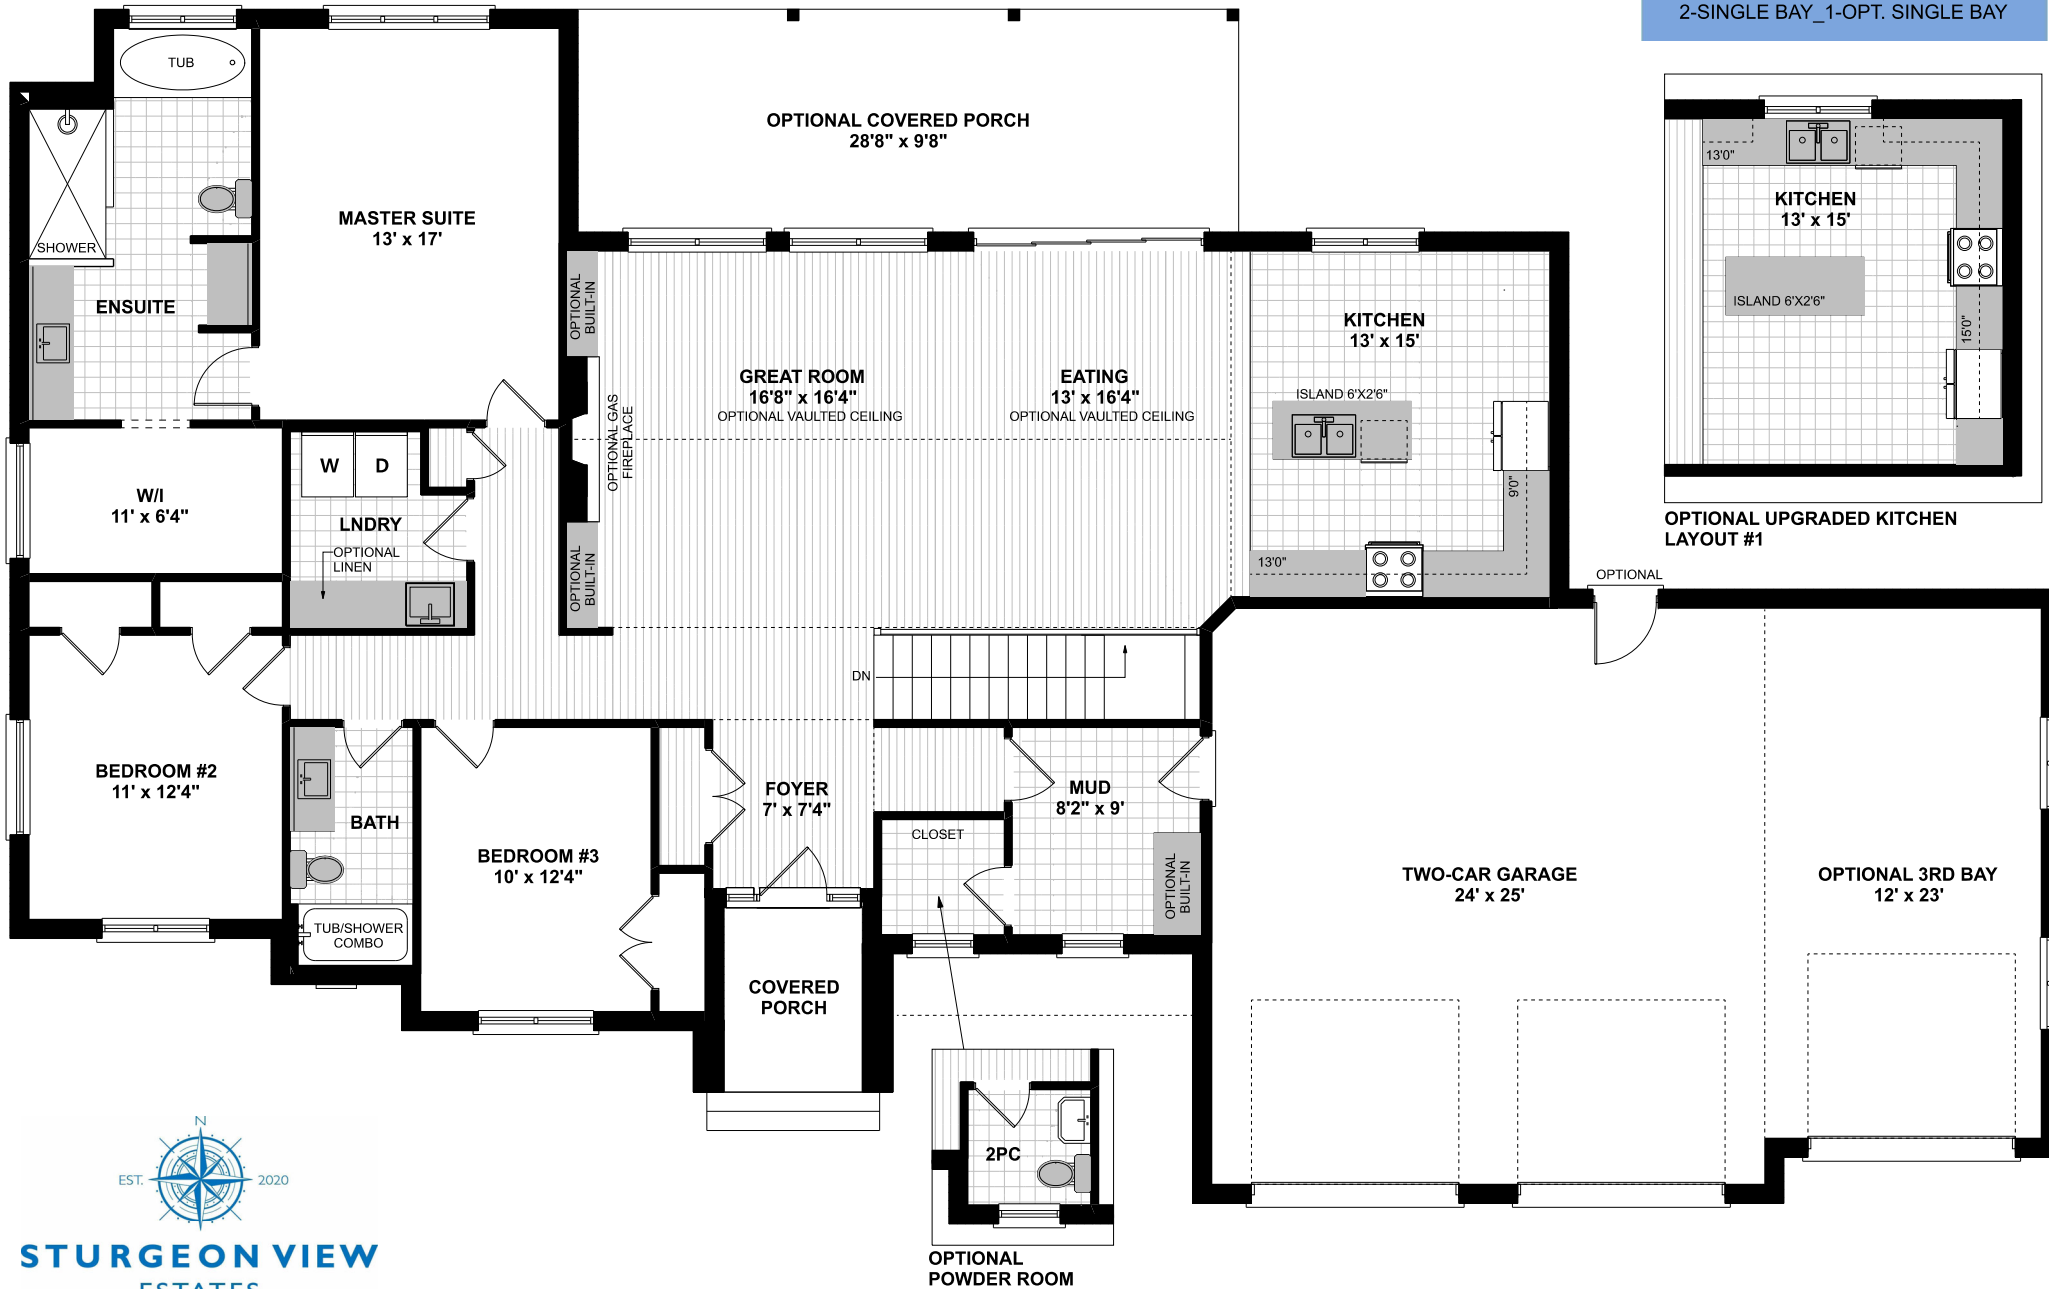 2-SINGLE BAY_1-OPT. SINGLE BAY
TUB
SHOWER
ENSUITE
MASTER SUITE
13' x 17'
OPTIONAL COVERED PORCH
28'8" x 9'8"
OPTIONAL
BUILT-IN
OPTIONAL GAS
FIREPLACE
OPTIONAL
BUILT-IN
GREAT ROOM
16'8" x 16'4"
OPTIONAL VAULTED CEILING
EATING
13' x 16'4"
OPTIONAL VAULTED CEILING
KITCHEN
13' x 15'
ISLAND 6'X2'6"
9'0"
13'0"
13'0"
KITCHEN
13' x 15'
ISLAND 6'X2'6"
15'0"
OPTIONAL UPGRADED KITCHEN
LAYOUT #1
W/I
11' x 6'4"
W
D
LNDRY
OPTIONAL
LINEN
OPTIONAL
DN
BEDROOM #2
11' x 12'4"
BATH
TUB/SHOWER
COMBO
BEDROOM #3
10' x 12'4"
FOYER
7' x 7'4"
CLOSET
MUD
8'2" x 9'
OPTIONAL
BUILT-IN
TWO-CAR GARAGE
24' x 25'
OPTIONAL 3RD BAY
12' x 23'
COVERED
PORCH
2PC
OPTIONAL
POWDER ROOM
N
EST.
2020
STURGEON VIEW
ESTATES